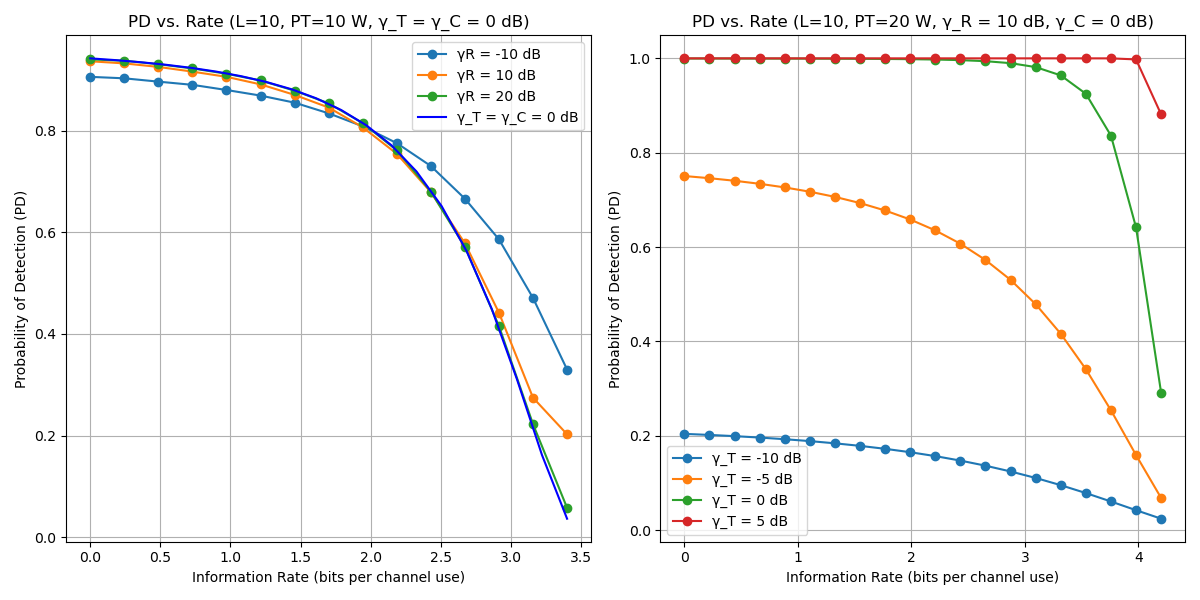 PD vs. Rate (L=10, PT=10 W, γ_T = γ_C = 0 dB)
γR = -10 dB
γR = 10 dB
γR = 20 dB
γ_T = γ_C = 0 dB
Probability of Detection (PD)
0.8
0.6
0.4
0.2
0.0
0.0 0.5 1.0 1.5 2.0 2.5 3.0 3.5
Information Rate (bits per channel use)
PD vs. Rate (L=10, PT=20 W, γ_R = 10 dB, γ_C = 0 dB)
Probability of Detection (PD)
1.0
0.8
0.6
0.4
0.2
0.0
γ_T = -10 dB
γ_T = -5 dB
γ_T = 0 dB
γ_T = 5 dB
0 1 2 3 4
Information Rate (bits per channel use)